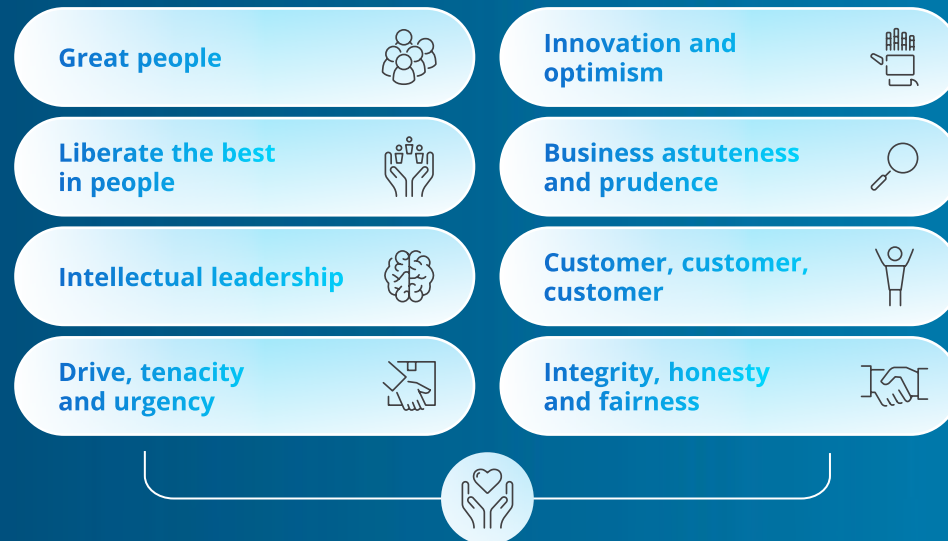 Great people
Liberate the best
in people
Intellectual leadership
Drive, tenacity
and urgency
Innovation and
optimism
Business astuteness
and prudence
Customer, customer,
customer
Integrity, honesty
and fairness